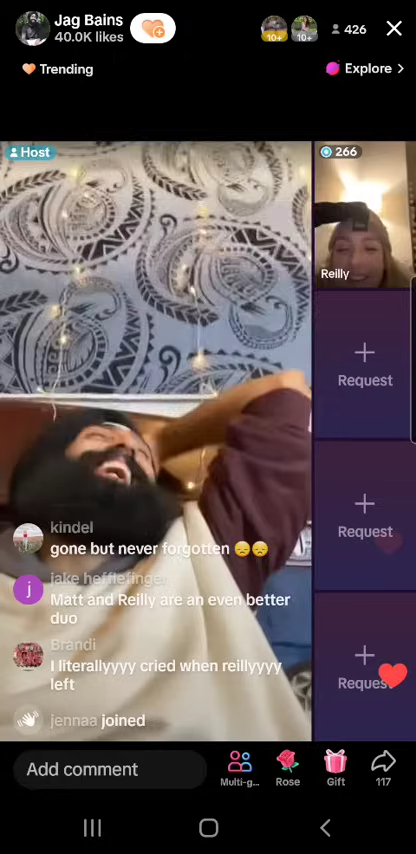 Jag Bains
40.0K likes
10+
10+
426
Trending
Explore
Host
266
Reilly
Request
Request
Request
kindel
gone but never forgotten 😞😞
j
jake hefflefinger
Matt and Reilly are an even better
duo
Brandi
I literallyyyy cried when reillyyyy
left
jennaa joined
Add comment
Multi-g...
Rose
Gift
117